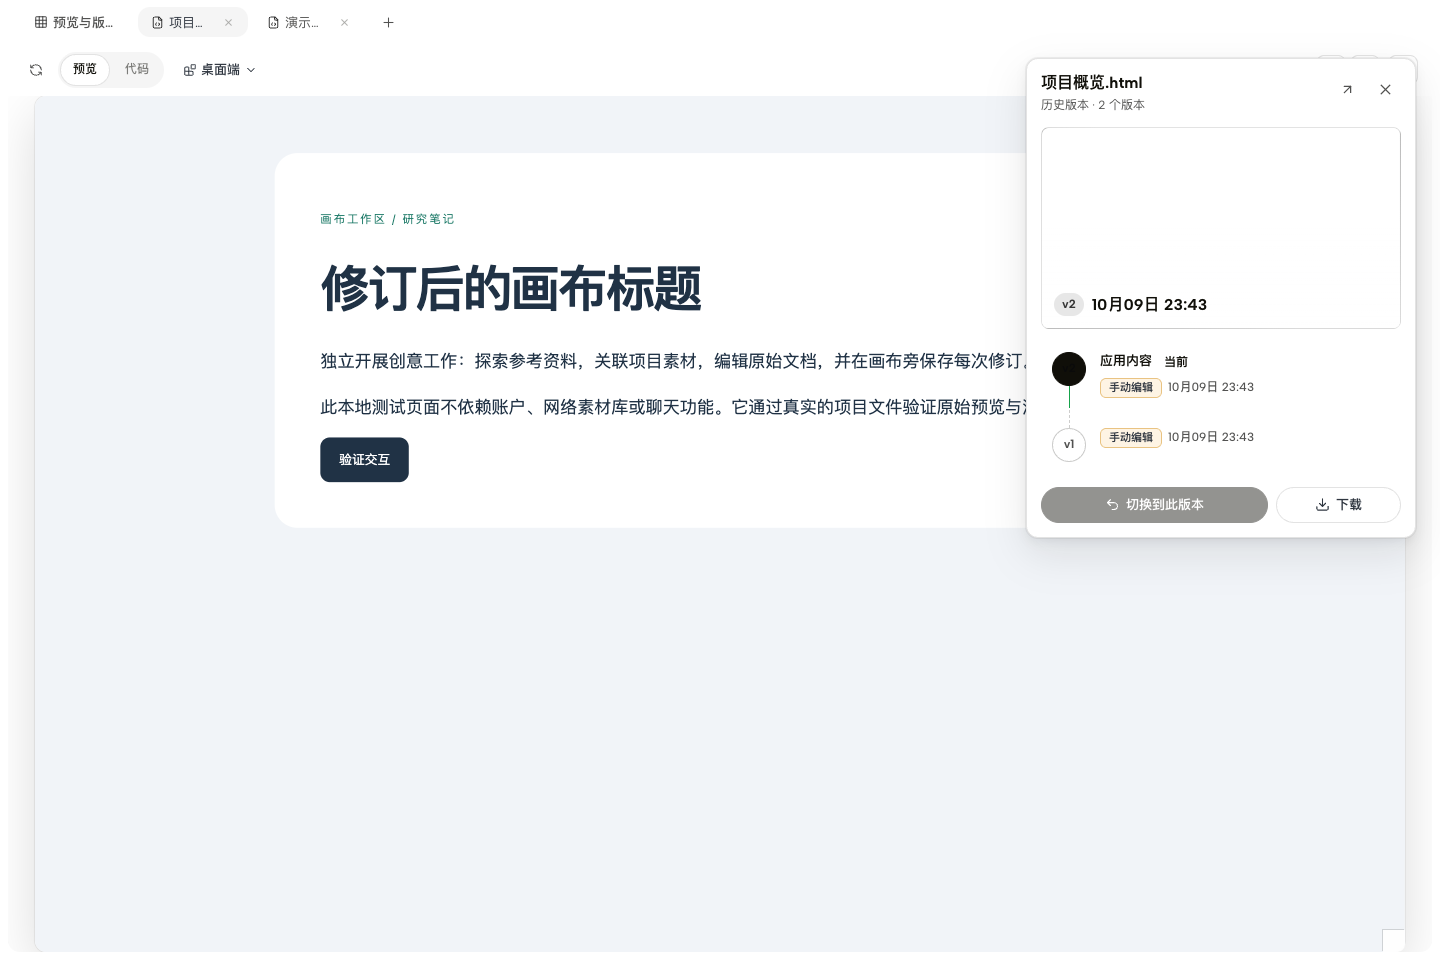 预览与版...
项目...
演示...
预览
代码
桌面端
项目概览.html
历史版本 · 2 个版本
v2 10月09日 23:43
应用内容 当前
手动编辑 10月09日 23:43
v1 手动编辑 10月09日 23:43
切换到此版本
下载
画布工作区 / 研究笔记
修订后的画布标题
独立开展创意工作：探索参考资料，关联项目素材，编辑原始文档，并在画布旁保存每次修订。
此本地测试页面不依赖账户、网络素材库或聊天功能。它通过真实的项目文件验证原始预览与
验证交互